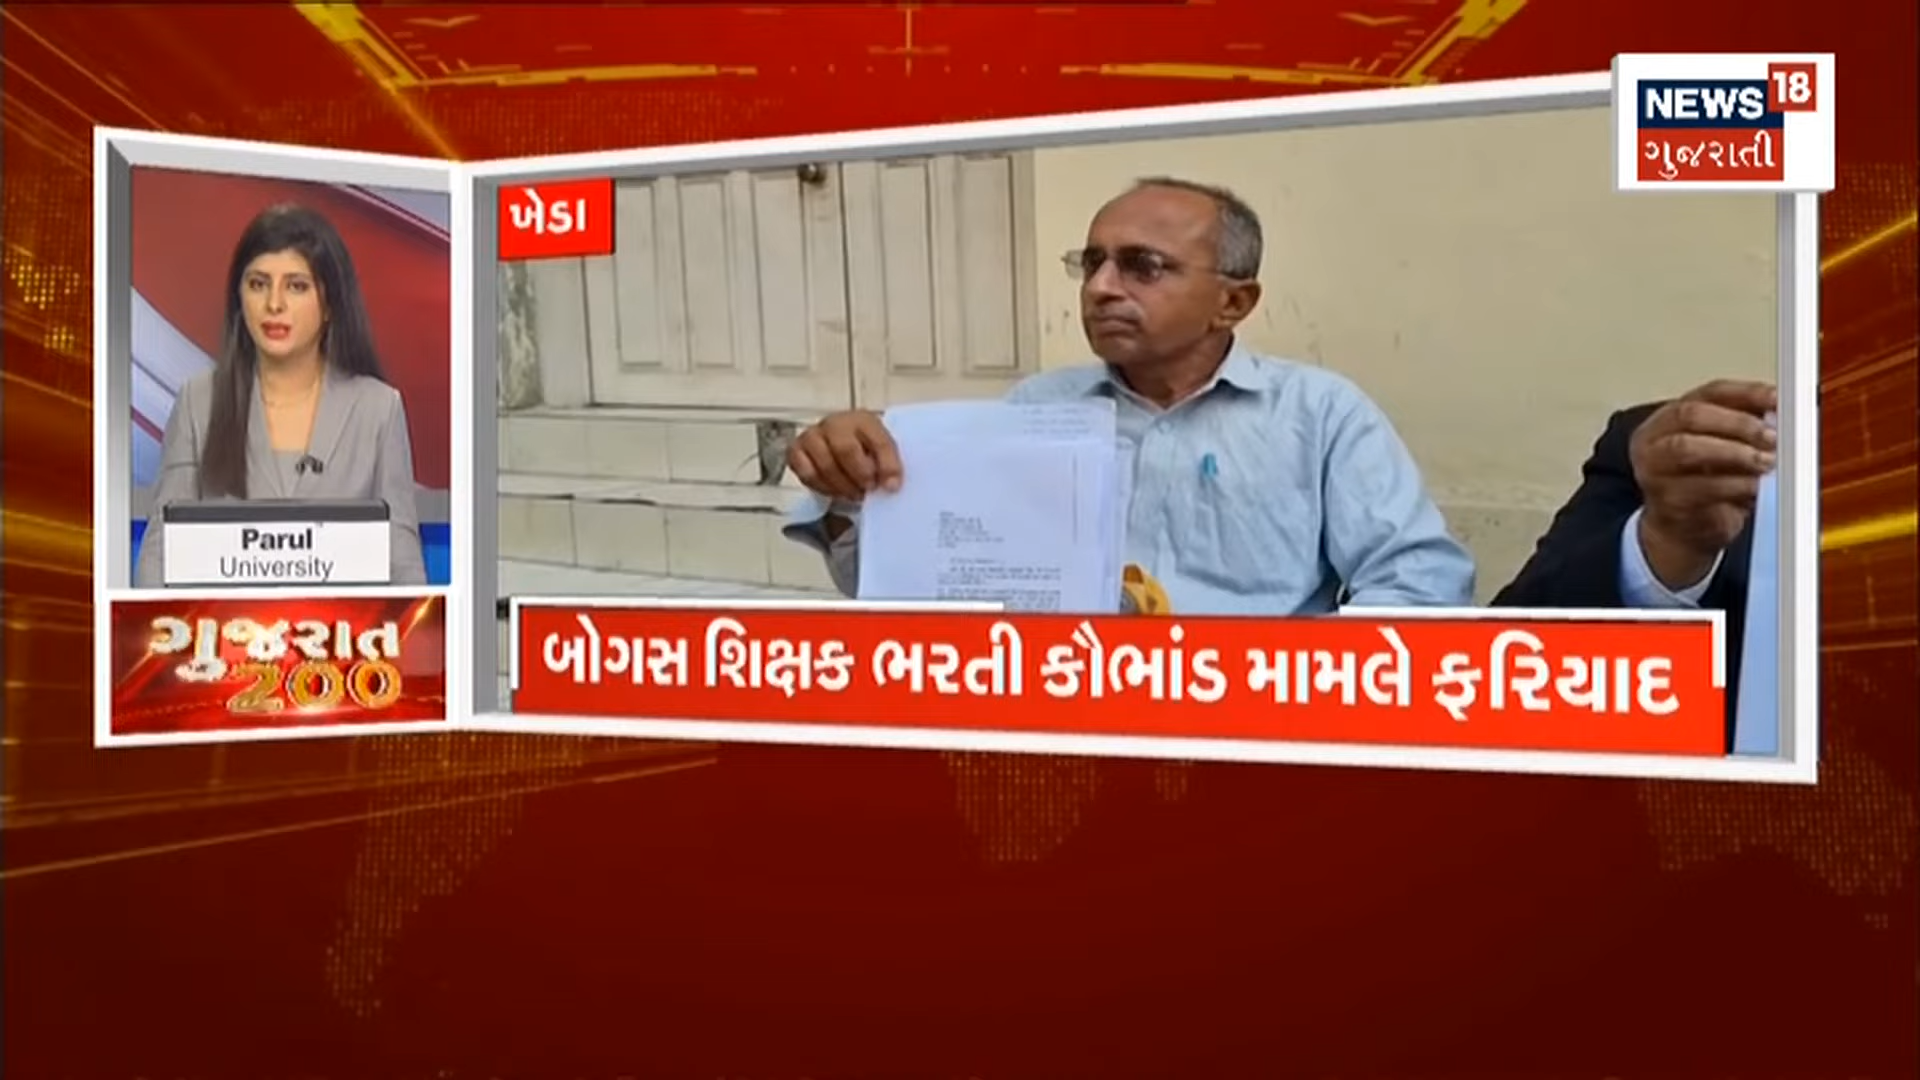 NEWS 18
ગુજરાતી
ખેડા
Parul
University
ગુજરાત
200
બોગસ શિક્ષક ભરતી કૌભાંડ મામલે ફરિયાદ